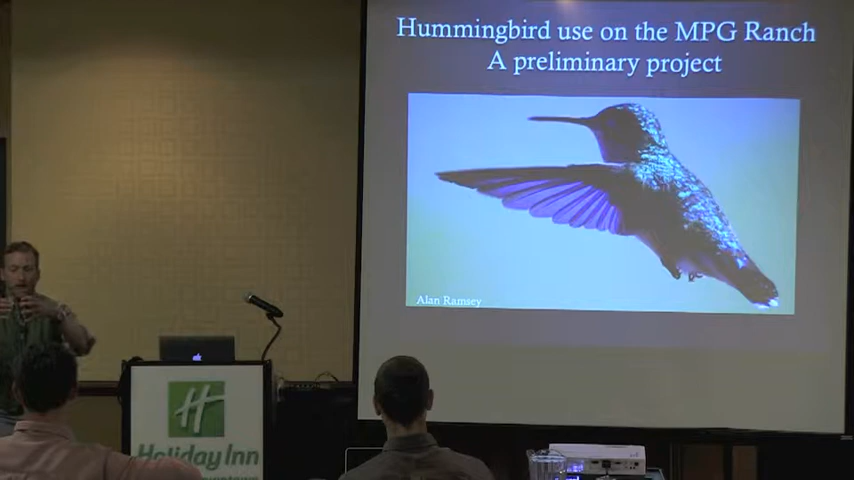 Hummingbird use on the MPG Ranch
A preliminary project
Alan Ramsey
H
Holiday Inn